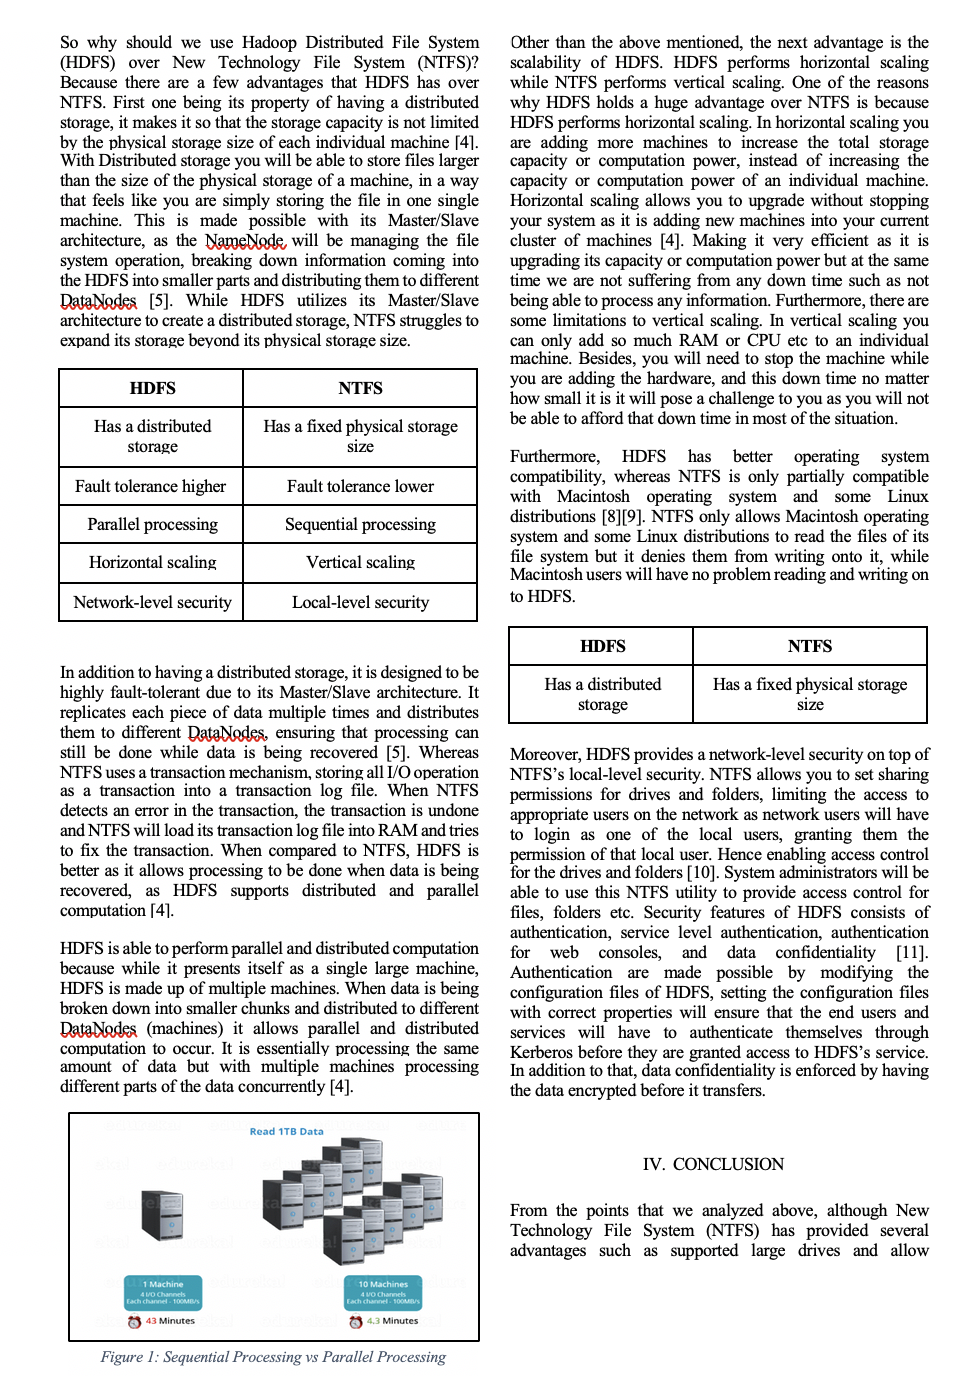 So why should we use Hadoop Distributed File System
(HDFS) over New Technology File System (NTFS)?
Because there are a few advantages that HDFS has over
NTFS. First one being its property of having a distributed
storage, it makes it so that the storage capacity is not limited
by the physical storage size of each individual machine [4].
With Distributed storage you will be able to store files larger
than the size of the physical storage of a machine, in a way
that feels like you are simply storing the file in one single
machine. This is made possible with its Master/Slave
architecture, as the NameNode will be managing the file
system operation, breaking down information coming into
the HDFS into smaller parts and distributing them to different
DataNodes [5]. While HDFS utilizes its Master/Slave
architecture to create a distributed storage, NTFS struggles to
expand its storage beyond its physical storage size.
HDFS NTFS
Has a distributed storage
Has a fixed physical storage size
Fault tolerance higher Fault tolerance lower
Parallel processing Sequential processing
Horizontal scaling Vertical scaling
Network-level security Local-level security
In addition to having a distributed storage, it is designed to be
highly fault-tolerant due to its Master/Slave architecture. It
replicates each piece of data multiple times and distributes
them to different DataNodes, ensuring that processing can
still be done while data is being recovered [5]. Whereas
NTFS uses a transaction mechanism, storing all I/O operation
as a transaction into a transaction log file. When NTFS
detects an error in the transaction, the transaction is undone
and NTFS will load its transaction log file into RAM and tries
to fix the transaction. When compared to NTFS, HDFS is
better as it allows processing to be done when data is being
recovered, as HDFS supports distributed and parallel
computation [4].
HDFS is able to perform parallel and distributed computation
because while it presents itself as a single large machine,
HDFS is made up of multiple machines. When data is being
broken down into smaller chunks and distributed to different
DataNodes (machines) it allows parallel and distributed
computation to occur. It is essentially processing the same
amount of data but with multiple machines processing
different parts of the data concurrently [4].
Read 1TB Data
1 Machine
4 I/O Channels
Each channel - 100MB/s
43 Minutes
10 Machines
4 I/O Channels
Each channel - 100MB/s
4.3 Minutes
Figure 1: Sequential Processing vs Parallel Processing
Other than the above mentioned, the next advantage is the
scalability of HDFS. HDFS performs horizontal scaling
while NTFS performs vertical scaling. One of the reasons
why HDFS holds a huge advantage over NTFS is because
HDFS performs horizontal scaling. In horizontal scaling you
are adding more machines to increase the total storage
capacity or computation power, instead of increasing the
capacity or computation power of an individual machine.
Horizontal scaling allows you to upgrade without stopping
your system as it is adding new machines into your current
cluster of machines [4]. Making it very efficient as it is
upgrading its capacity or computation power but at the same
time we are not suffering from any down time such as not
being able to process any information. Furthermore, there are
some limitations to vertical scaling. In vertical scaling you
can only add so much RAM or CPU etc to an individual
machine. Besides, you will need to stop the machine while
you are adding the hardware, and this down time no matter
how small it is it will pose a challenge to you as you will not
be able to afford that down time in most of the situation.
Furthermore, HDFS has better operating system
compatibility, whereas NTFS is only partially compatible
with Macintosh operating system and some Linux
distributions [8][9]. NTFS only allows Macintosh operating
system and some Linux distributions to read the files of its
file system but it denies them from writing onto it, while
Macintosh users will have no problem reading and writing on
to HDFS.
HDFS NTFS
Has a distributed storage
Has a fixed physical storage size
Moreover, HDFS provides a network-level security on top of
NTFS's local-level security. NTFS allows you to set sharing
permissions for drives and folders, limiting the access to
appropriate users on the network as network users will have
to login as one of the local users, granting them the
permission of that local user. Hence enabling access control
for the drives and folders [10]. System administrators will be
able to use this NTFS utility to provide access control for
files, folders etc. Security features of HDFS consists of
authentication, service level authentication, authentication
for web consoles, and data confidentiality [11].
Authentication are made possible by modifying the
configuration files of HDFS, setting the configuration files
with correct properties will ensure that the end users and
services will have to authenticate themselves through
Kerberos before they are granted access to HDFS's service.
In addition to that, data confidentiality is enforced by having
the data encrypted before it transfers.
IV. CONCLUSION
From the points that we analyzed above, although New
Technology File System (NTFS) has provided several
advantages such as supported large drives and allow